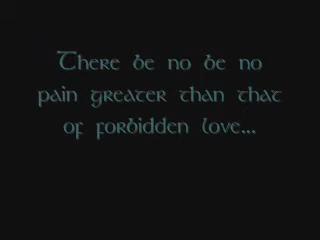 There be no be no
pain greater than that
of forbidden love...